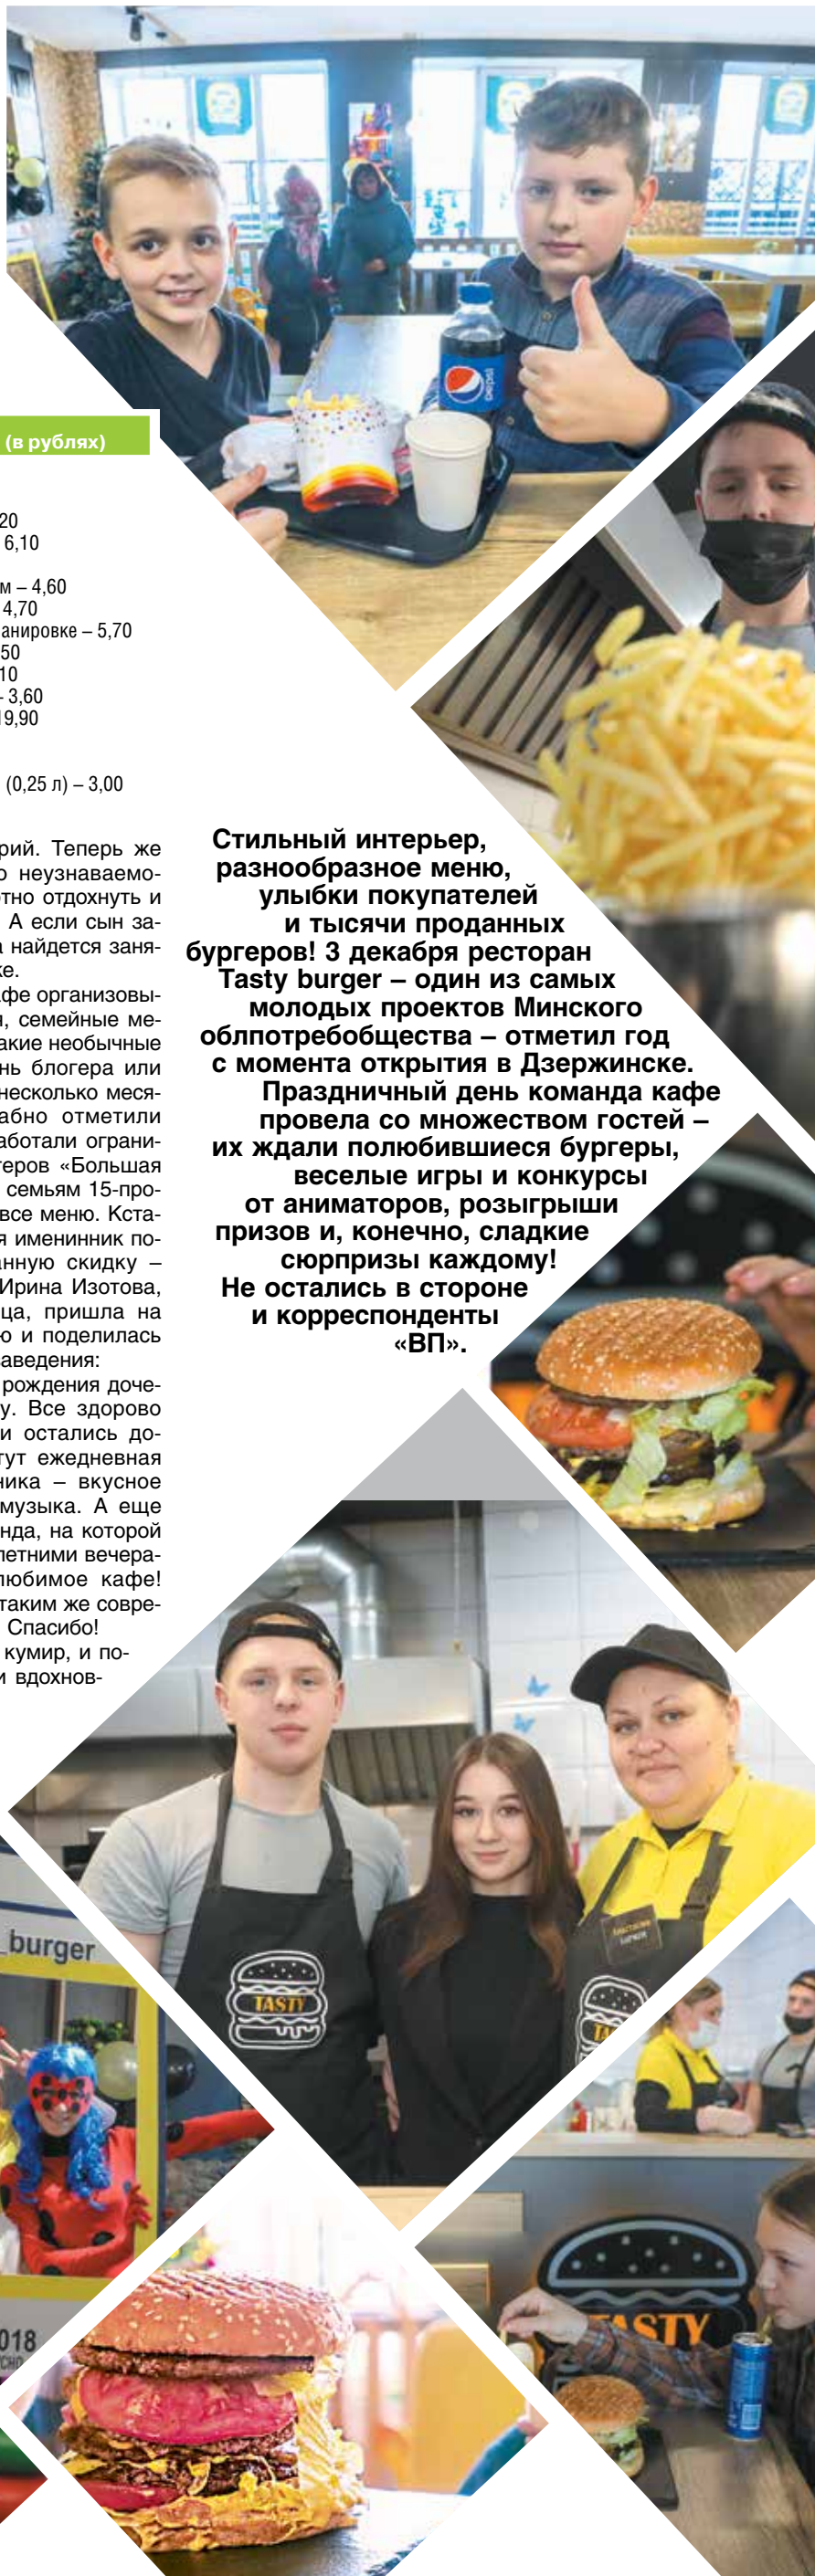 pepsi
(в рублях)
20
6,10
м – 4,60
4,70
анировке – 5,70
50
10
- 3,60
19,90
(0,25 л) – 3,00
рий. Теперь же
о неузнаваемо-
тно отдохнуть и
А если сын за-
а найдется заня-
ке.
афе организовы-
я, семейные ме-
акие необычные
нь блогера или
несколько меся-
абно отметили
аботали ограни-
геров «Большая
семьям 15-про-
все меню. Кста-
я именинник по-
анную скидку –
Ирина Изотова,
ца, пришла на
ю и поделилась
заведения:
рождения доче-
у. Все здорово
и остались до-
тут ежедневная
ника – вкусное
музыка. А еще
нда, на которой
летними вечера-
любимое кафе!
таким же совре-
Спасибо!
кумир, и по-
и вдохнов-
Стильный интерьер,
разнообразное меню,
улыбки покупателей
и тысячи проданных
бургеров! 3 декабря ресторан
Tasty burger – один из самых
молодых проектов Минского
облпотребобщества – отметил год
с момента открытия в Дзержинске.
Праздничный день команда кафе
провела со множеством гостей –
их ждали полюбившиеся бургеры,
веселые игры и конкурсы
от аниматоров, розыгрыши
призов и, конечно, сладкие
сюрпризы каждому!
Не остались в стороне
и корреспонденты
«ВП».
TASTY
TA
_burger
018
TASTY